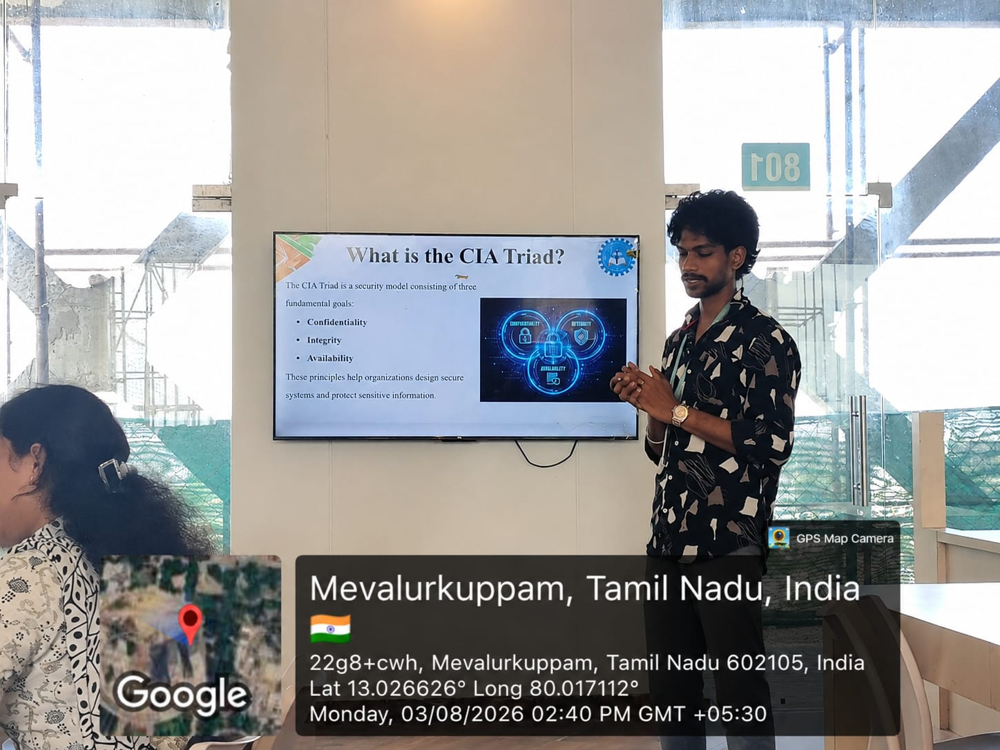 801
What is the CIA Triad?
The CIA Triad is a security model consisting of three
fundamental goals:
• Confidentiality
• Integrity
• Availability
These principles help organizations design secure
systems and protect sensitive information.
CONFIDENTIALITY
INTEGRITY
AVAILABILITY
GPS Map Camera
Google
Mevalurkuppam, Tamil Nadu, India
22g8+cwh, Mevalurkuppam, Tamil Nadu 602105, India
Lat 13.026626° Long 80.017112°
Monday, 03/08/2026 02:40 PM GMT +05:30